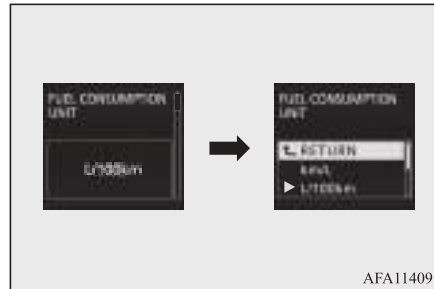 FUEL CONSUMPTION
UNIT
L/100km
FUEL CONSUMPTION
UNIT
RETURN
km/L
L/100km
AFA11409